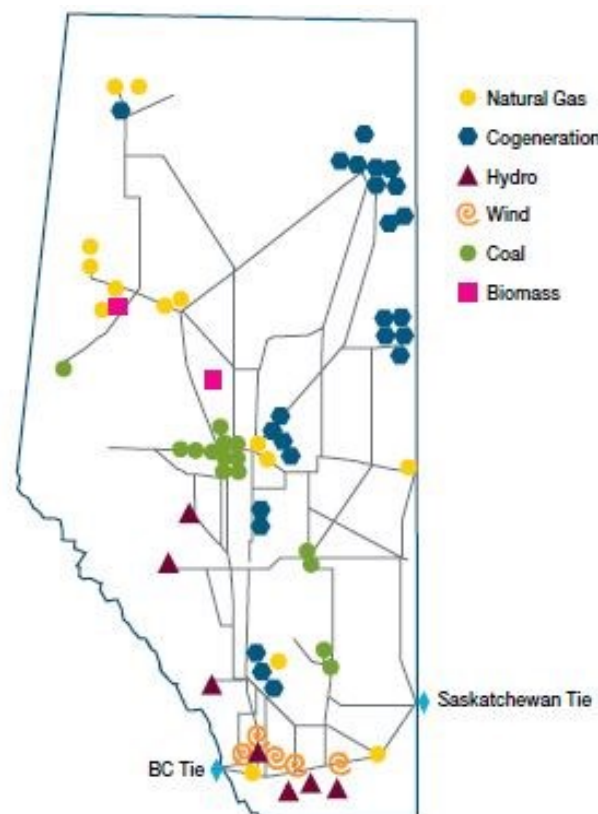 Natural Gas
Cogeneration
Hydro
Wind
Coal
Biomass
Saskatchewan Tie
BC Tie